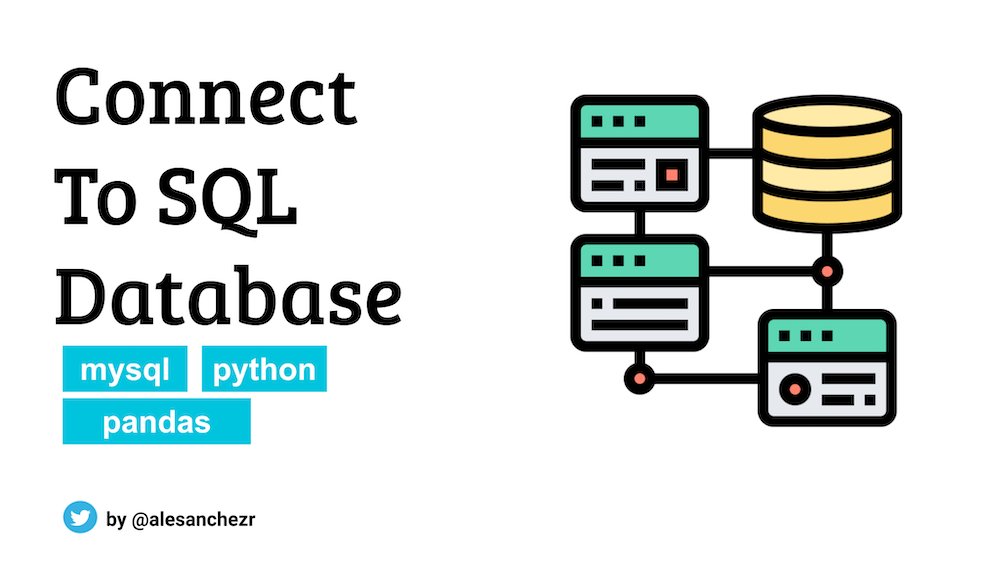 Connect
To SQL
Database
mysql python
pandas
by @alesanchezr